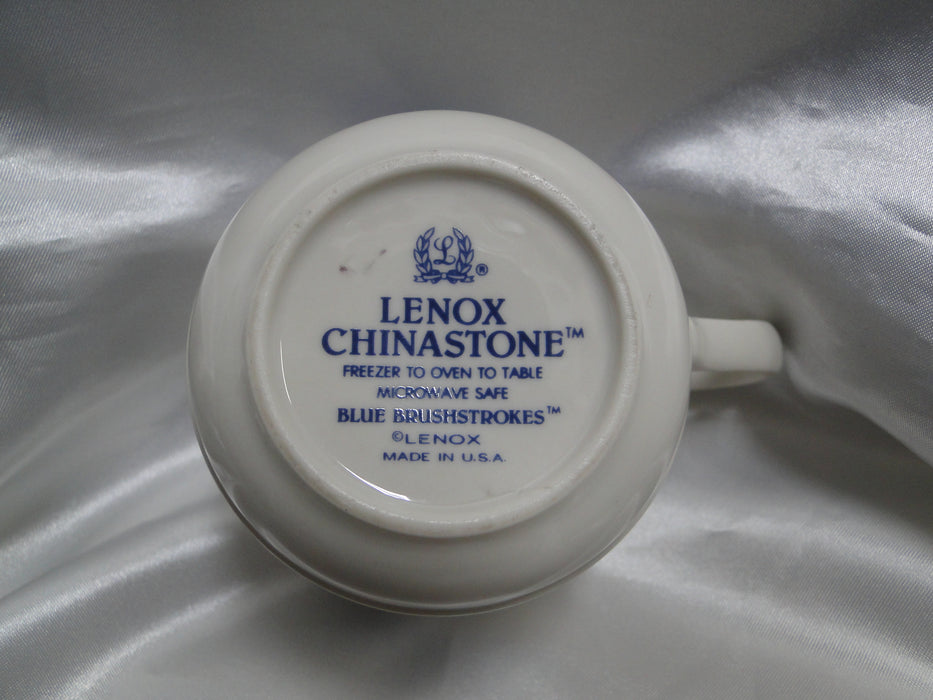 L ®
LENOX
CHINASTONE™
FREEZER TO OVEN TO TABLE
MICROWAVE SAFE
BLUE BRUSHSTROKES™
©LENOX
MADE IN U.S.A.